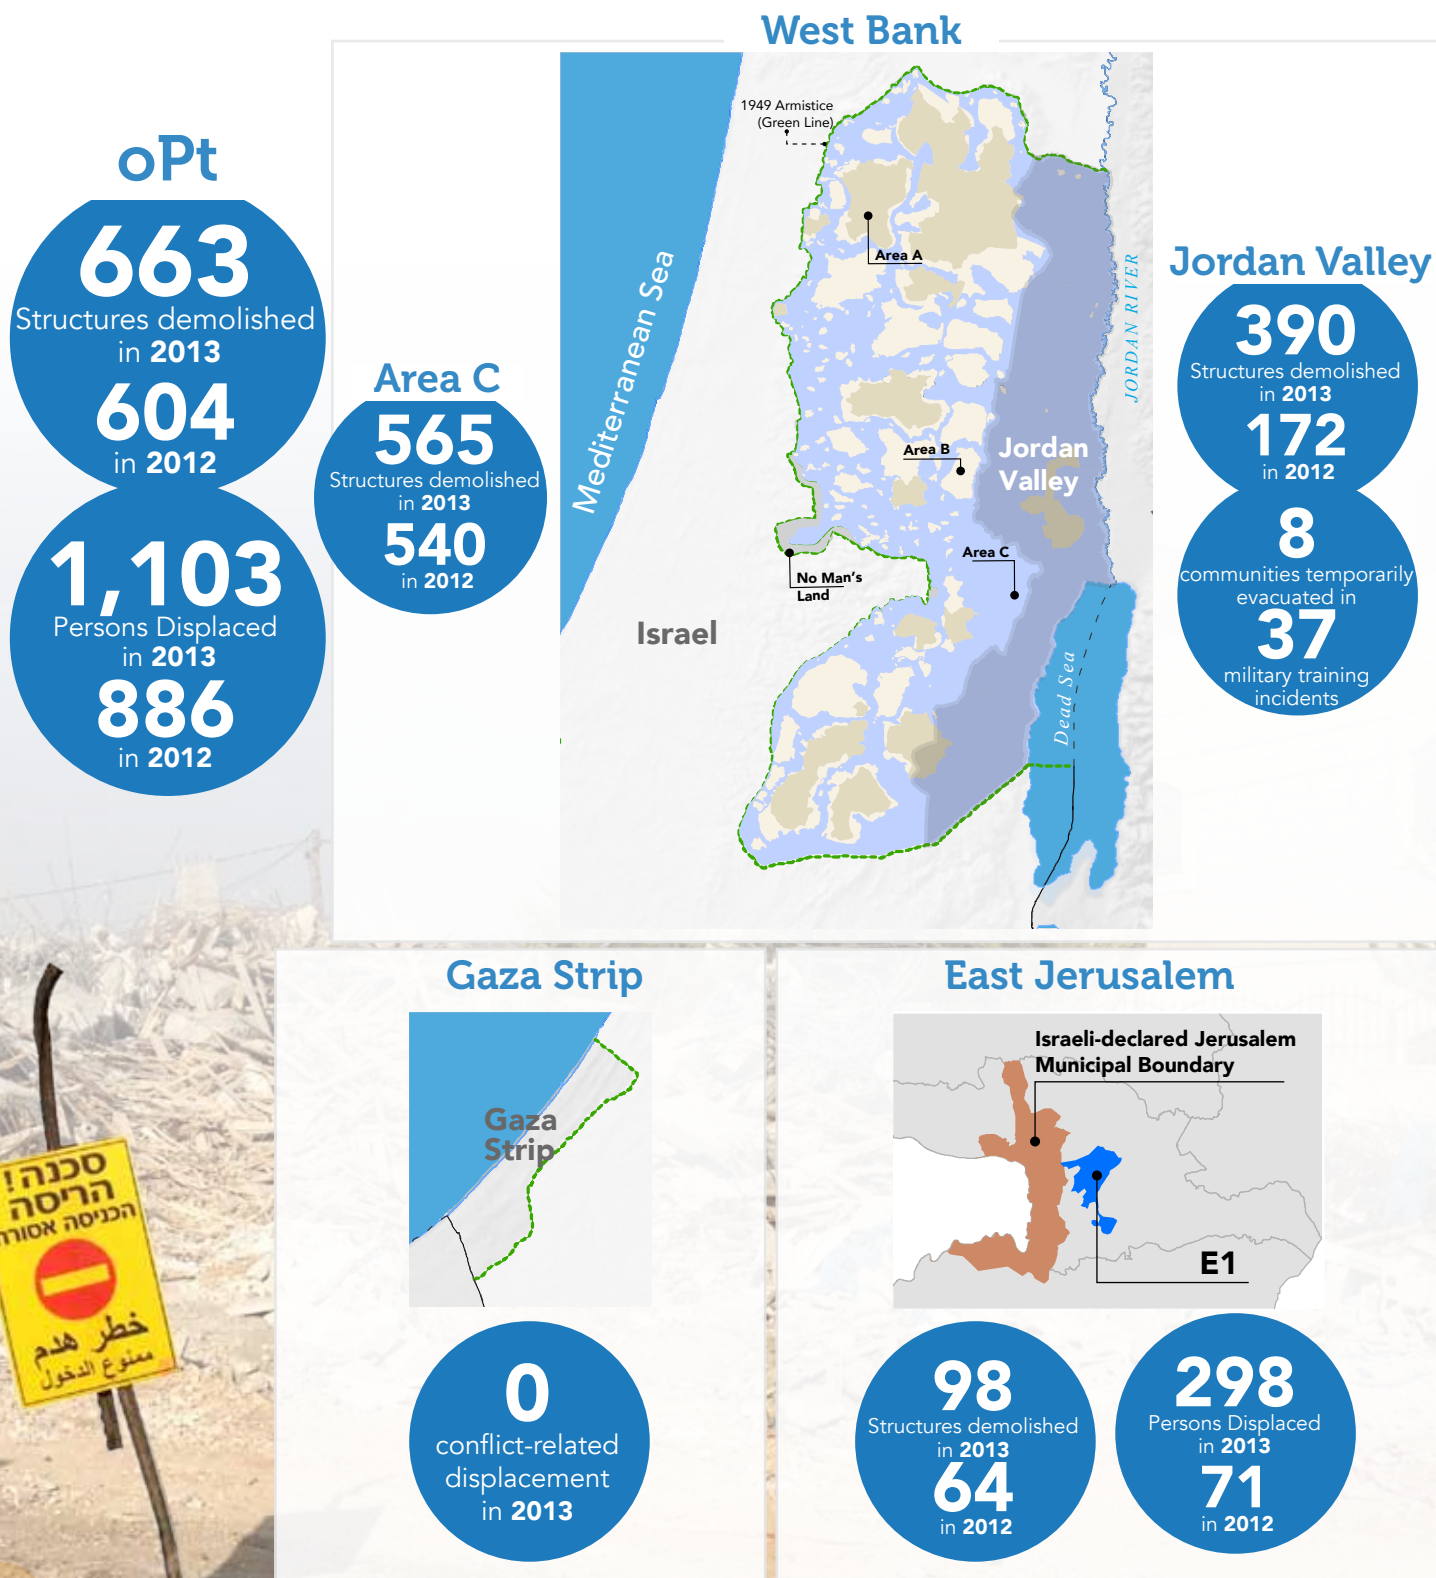 West Bank
oPt
663
Structures demolished
in 2013
604
in 2012
1,103
Persons Displaced
in 2013
886
in 2012
Area C
565
Structures demolished
in 2013
540
in 2012
1949 Armistice
(Green Line)
Mediterranean Sea
Area A
Area B
Jordan
Valley
Area C
No Man's
Land
Israel
JORDAN RIVER
Dead Sea
Jordan Valley
390
Structures demolished
in 2013
172
in 2012
8
communities temporarily
evacuated in
37
military training
incidents
סכנה!
הריסה
הכניסה אסורה
خطر هدم
ممنوع الدخول
Gaza Strip
Gaza
Strip
0
conflict-related
displacement
in 2013
East Jerusalem
Israeli-declared Jerusalem
Municipal Boundary
E1
98
Structures demolished
in 2013
64
in 2012
298
Persons Displaced
in 2013
71
in 2012